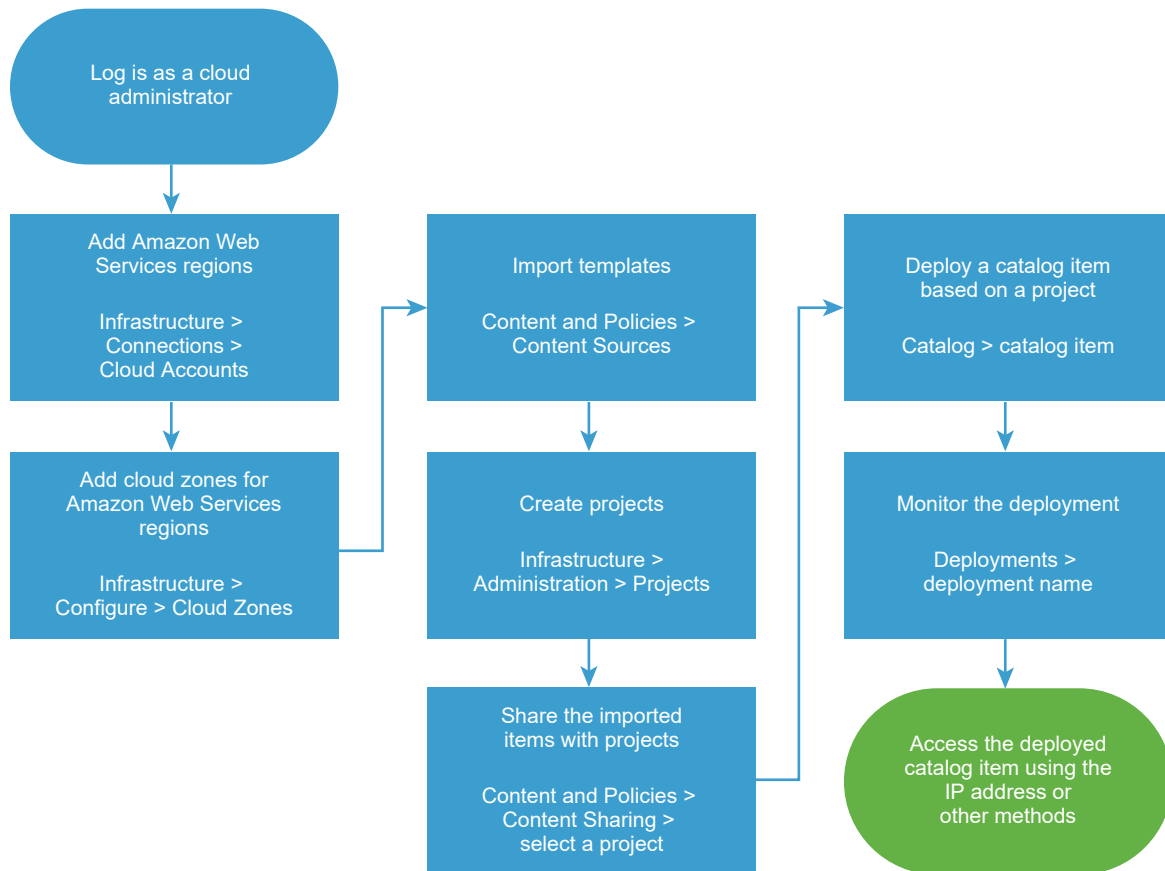 Log is as a cloud
administrator
Add Amazon Web
Services regions
Infrastructure >
Connections >
Cloud Accounts
Add cloud zones for
Amazon Web Services
regions
Infrastructure >
Configure > Cloud Zones
Import templates
Content and Policies >
Content Sources
Create projects
Infrastructure >
Administration > Projects
Share the imported
items with projects
Content and Policies >
Content Sharing >
select a project
Deploy a catalog item
based on a project
Catalog > catalog item
Monitor the deployment
Deployments >
deployment name
Access the deployed
catalog item using the
IP address or
other methods